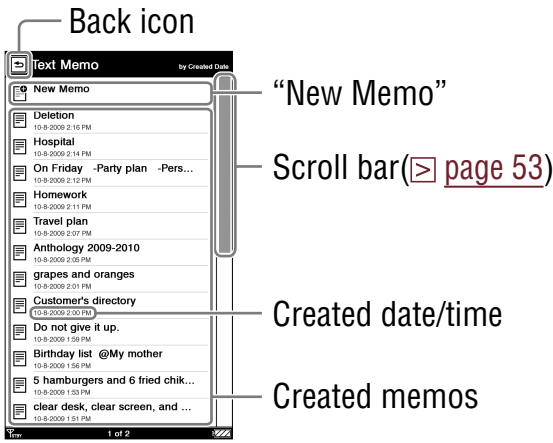 Back icon
Text Memo by Created Date
New Memo
“New Memo”
Deletion
10-8-2009 2:16 PM
Hospital
10-8-2009 2:14 PM
Scroll bar(> page 53)
On Friday -Party plan -Pers...
10-8-2009 2:12 PM
Homework
10-8-2009 2:11 PM
Travel plan
10-8-2009 2:07 PM
Anthology 2009-2010
10-8-2009 2:05 PM
grapes and oranges
10-8-2009 2:01 PM
Customer's directory
10-8-2009 2:00 PM
Created date/time
Do not give it up.
10-8-2009 1:59 PM
Birthday list @My mother
10-8-2009 1:56 PM
5 hamburgers and 6 fried chik...
10-8-2009 1:53 PM
Created memos
clear desk, clear screen, and ...
10-8-2009 1:51 PM
1 of 2